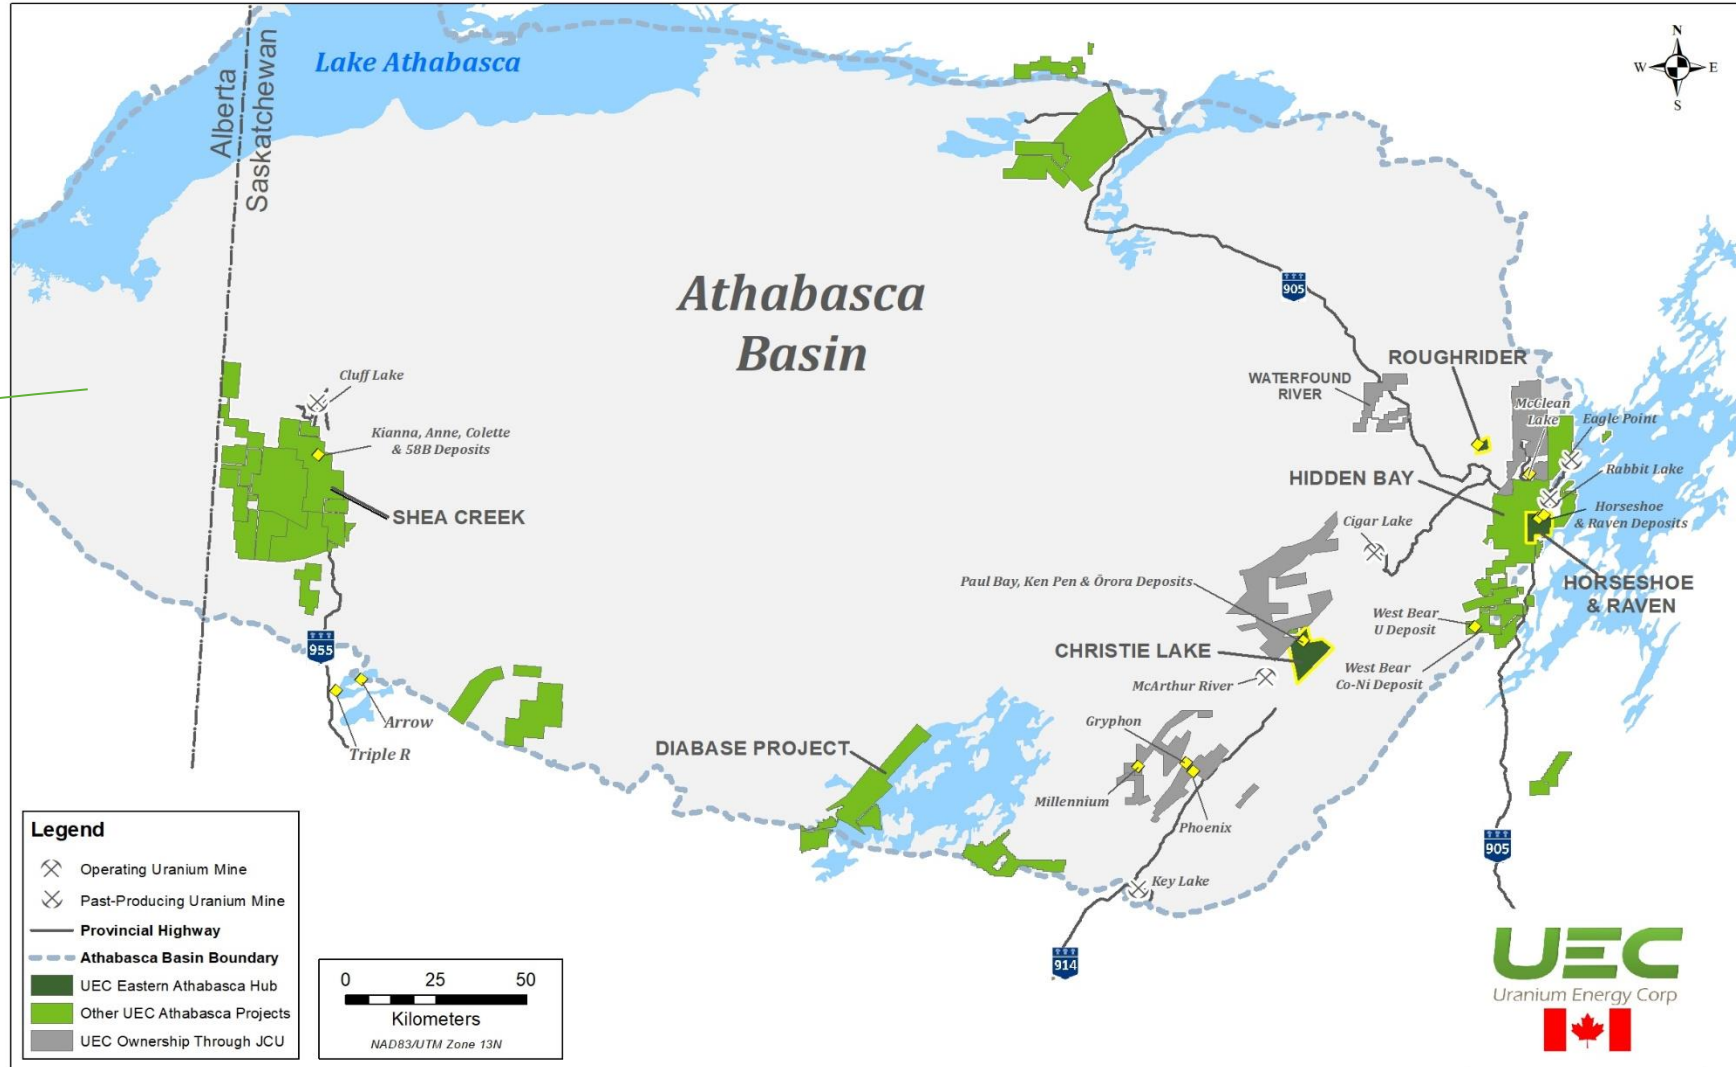 Lake Athabasca
Alberta
Saskatchewan
N
W
E
S
Athabasca
Basin
905
Cluff Lake
Kianna, Anne, Colette
& 58B Deposits
SHEA CREEK
ROUGHRIDER
WATERFOUND
RIVER
McClean
Lake
Eagle Point
HIDDEN BAY
Rabbit Lake
Horseshoe
& Raven Deposits
Cigar Lake
HORSESHOE
& RAVEN
Paul Bay, Ken Pen & Ōrora Deposits
West Bear
U Deposit
CHRISTIE LAKE
West Bear
Co-Ni Deposit
McArthur River
955
Arrow
Triple R
DIABASE PROJECT
Gryphon
Millennium
Phoenix
Key Lake
905
914
Legend
Operating Uranium Mine
Past-Producing Uranium Mine
Provincial Highway
Athabasca Basin Boundary
UEC Eastern Athabasca Hub
Other UEC Athabasca Projects
UEC Ownership Through JCU
0 25 50
Kilometers
NAD83/UTM Zone 13N
UEC
Uranium Energy Corp